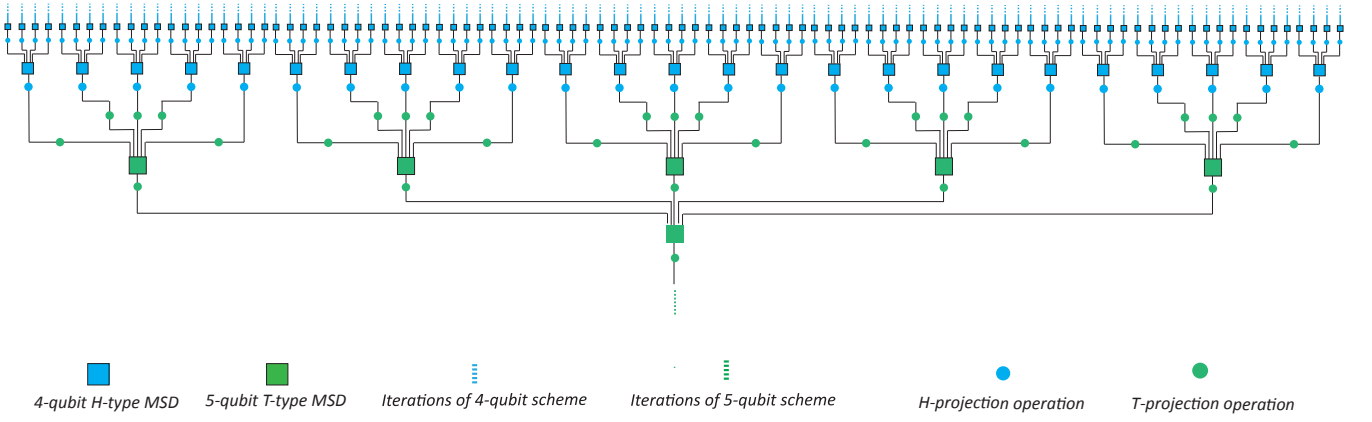 4-qubit H-type MSD
5-qubit T-type MSD
Iterations of 4-qubit scheme
Iterations of 5-qubit scheme
H-projection operation
T-projection operation